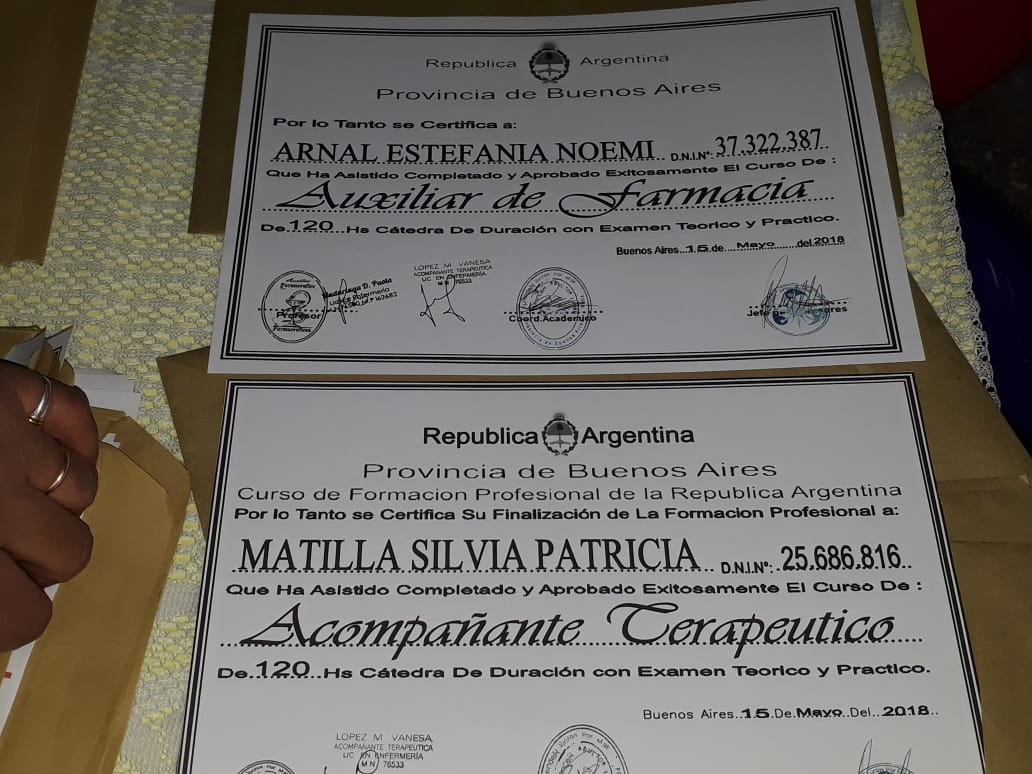 Republica Argentina
Provincia de Buenos Aires
Por lo Tanto se Certifica a:
ARNAL ESTEFANIA NOEMI.. D.N.I.Nº: 37.322.387..
Que Ha Asistido Completado y Aprobado Exitosamente El Curso De :
Auxiliar de Farmacia
De.120...Hs Cátedra De Duración con Examen Teorico y Practico.
Buenos Aires...15.de...Mayo.....del 2018
LOPEZ M. VANESA
ACOMPAÑANTE TERAPEUTICA
LIC EN ENFERMERÍA
M N 76533
Madariaga D. Paola
Profesor
Coord.Academico
Republica Argentina
Provincia de Buenos Aires
Curso de Formacion Profesional de la Republica Argentina
Por lo Tanto se Certifica Su Finalización de La Formacion Profesional a:
MATILLA SILVIA PATRICIA.. D.N.I.Nº: .25.686.816..
Que Ha Asistido Completado y Aprobado Exitosamente El Curso De :
Acompañante Terapeutico
De..120...Hs Cátedra De Duración con Examen Teorico y Practico.
Buenos Aires..15.De.Mayo..Del...2018..
LOPEZ M. VANESA
ACOMPAÑANTE TERAPEUTICA
LIC EN ENFERMERÍA
M N 76533